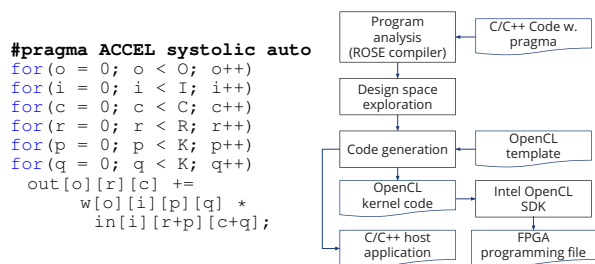 #pragma ACCEL systolic auto
for(o = 0; o < O; o++)
for(i = 0; i < I; i++)
for(c = 0; c < C; c++)
for(r = 0; r < R; r++)
for(p = 0; p < K; p++)
for(q = 0; q < K; q++)
out[o][r][c] +=
w[o][i][p][q] *
in[i][r+p][c+q];
Program
analysis
(ROSE compiler)
C/C++ Code w.
pragma
Design space
exploration
Code generation
OpenCL
template
OpenCL
kernel code
Intel OpenCL
SDK
C/C++ host
application
FPGA
programming file